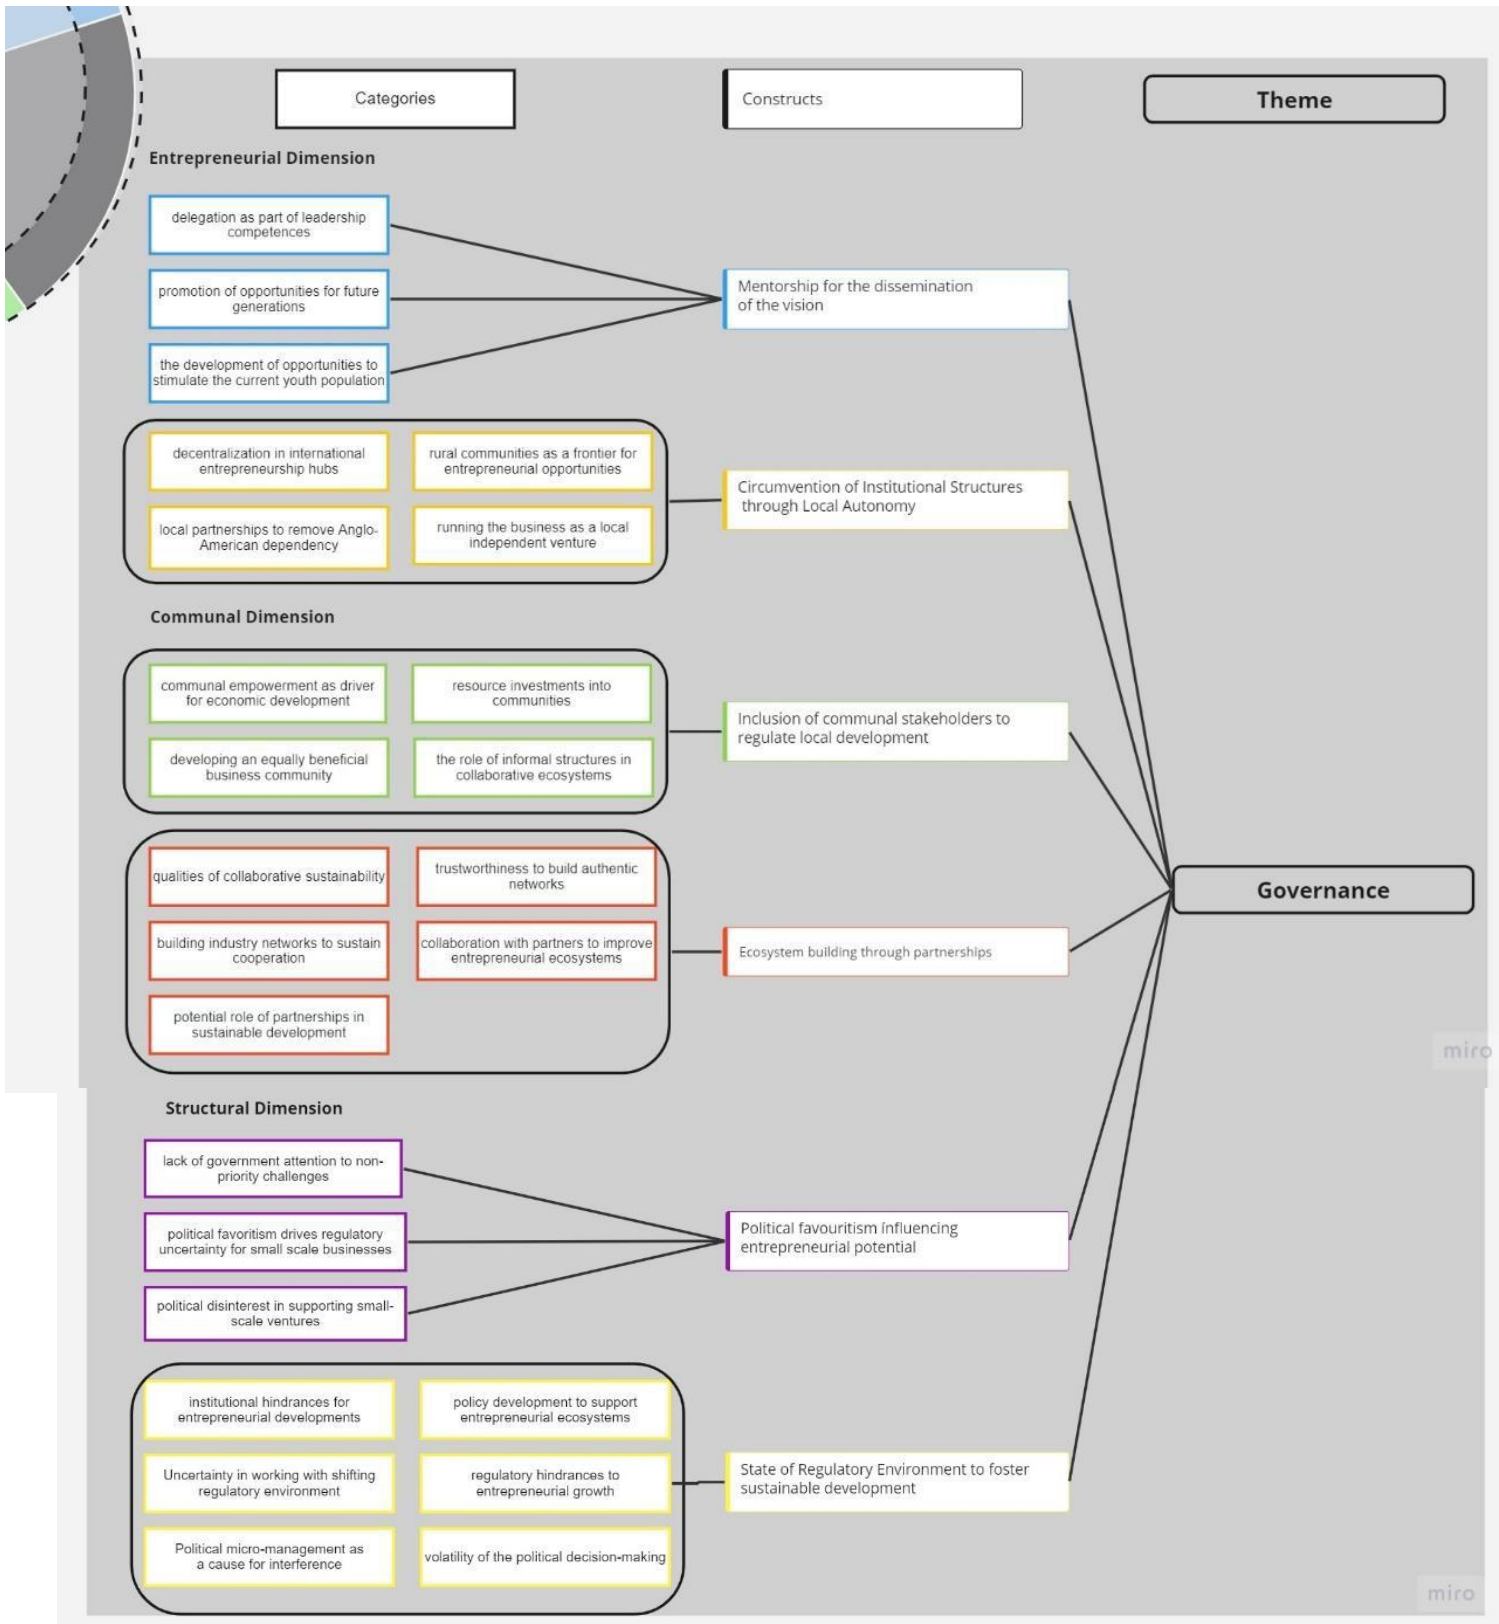 Categories
Constructs
Theme
Entrepreneurial Dimension
delegation as part of leadership
competences
promotion of opportunities for future
generations
the development of opportunities to
stimulate the current youth population
Mentorship for the dissemination
of the vision
decentralization in international
entrepreneurship hubs
rural communities as a frontier for
entrepreneurial opportunities
local partnerships to remove Anglo-
American dependency
running the business as a local
independent venture
Circumvention of Institutional Structures
through Local Autonomy
Communal Dimension
communal empowerment as driver
for economic development
resource investments into
communities
developing an equally beneficial
business community
the role of informal structures in
collaborative ecosystems
Inclusion of communal stakeholders to
regulate local development
qualities of collaborative sustainability
trustworthiness to build authentic
networks
building industry networks to sustain
cooperation
collaboration with partners to improve
entrepreneurial ecosystems
potential role of partnerships in
sustainable development
Ecosystem building through partnerships
Governance
miro
Structural Dimension
lack of government attention to non-
priority challenges
political favoritism drives regulatory
uncertainty for small scale businesses
political disinterest in supporting small-
scale ventures
Political favouritism influencing
entrepreneurial potential
institutional hindrances for
entrepreneurial developments
policy development to support
entrepreneurial ecosystems
Uncertainty in working with shifting
regulatory environment
regulatory hindrances to
entrepreneurial growth
Political micro-management as
a cause for interference
volatility of the political decision-making
State of Regulatory Environment to foster
sustainable development
miro